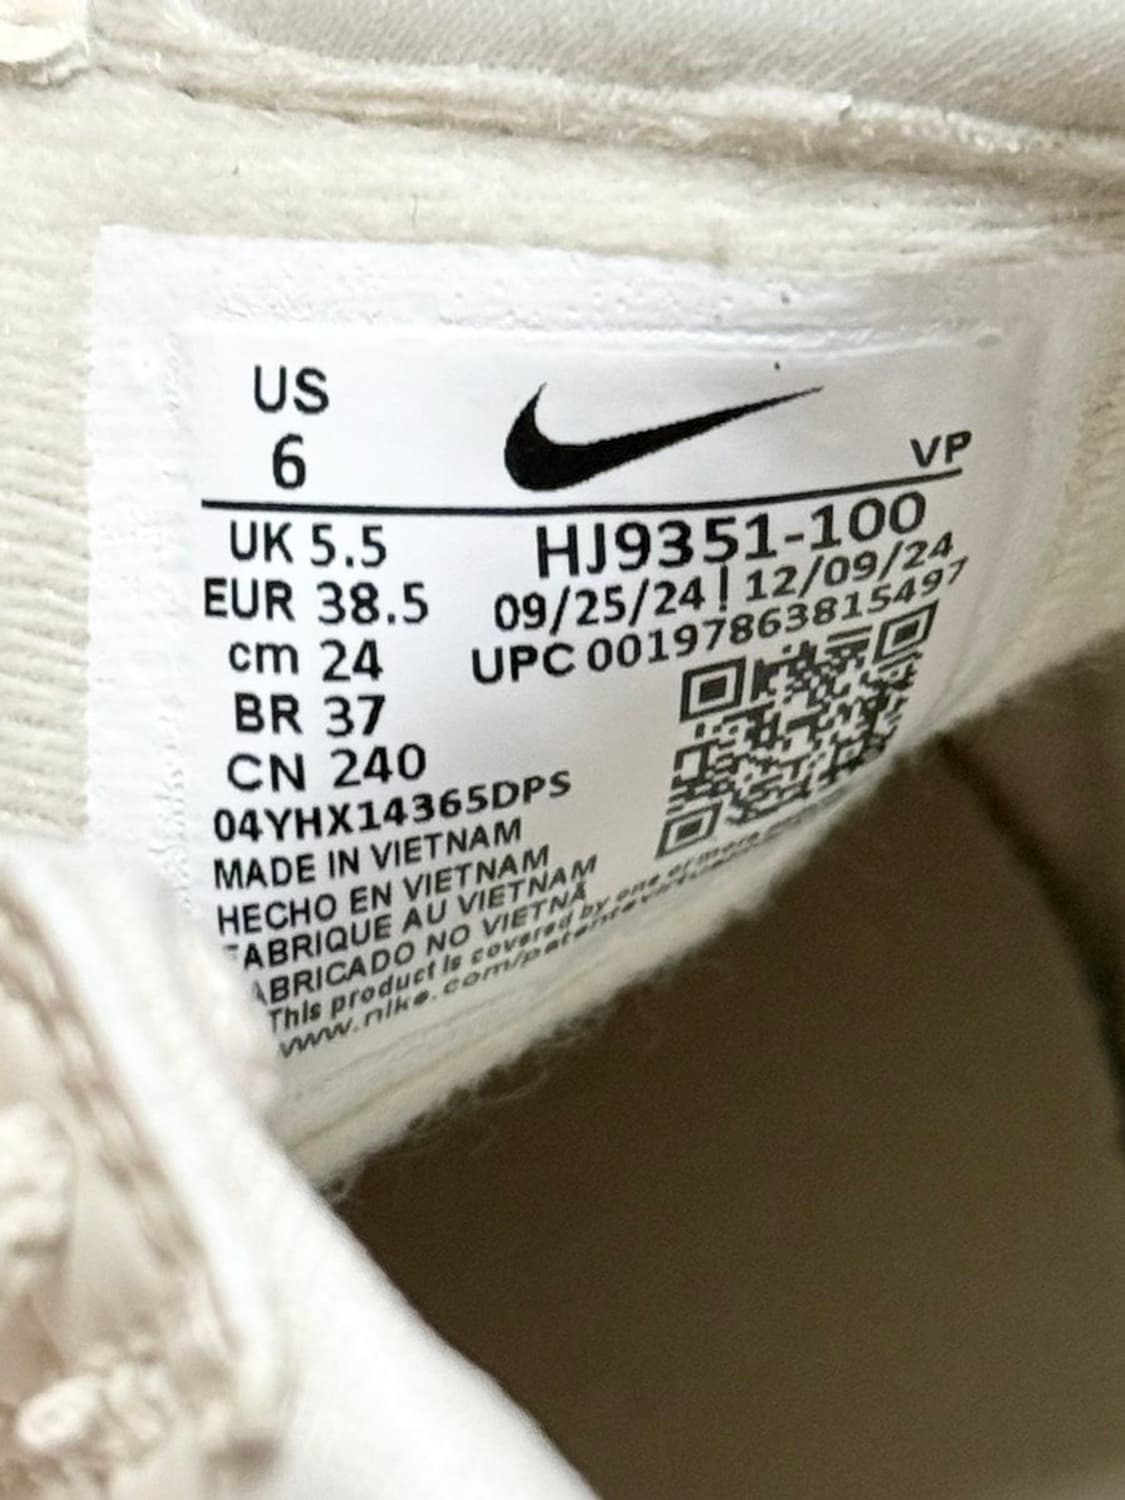 US
6
VP
UK 5.5
HJ9351-100
EUR 38.5
09/25/24 | 12/09/24
cm 24
UPC 00197863815497
BR 37
CN 240
04YHX14365DPS
MADE IN VIETNAM
HECHO EN VIETNAM
FABRIQUE AU VIETNAM
ABRICADO NO VIETNÃ
This product is covered by one or more
www.nike.com/patents